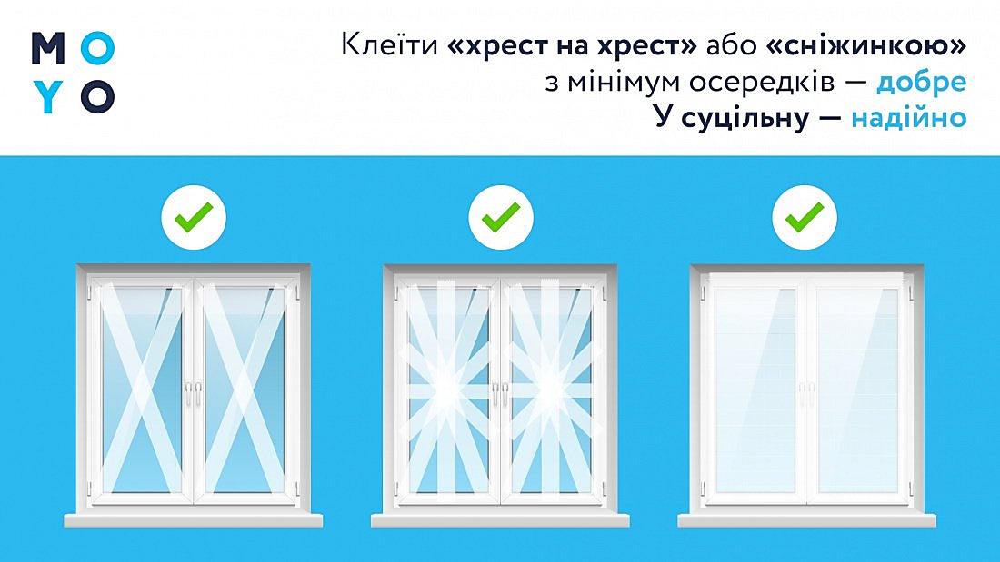 MO
YO
Клеїти «хрест на хрест» або «сніжинкою»
з мінімум осередків — добре
У суцільну — надійно